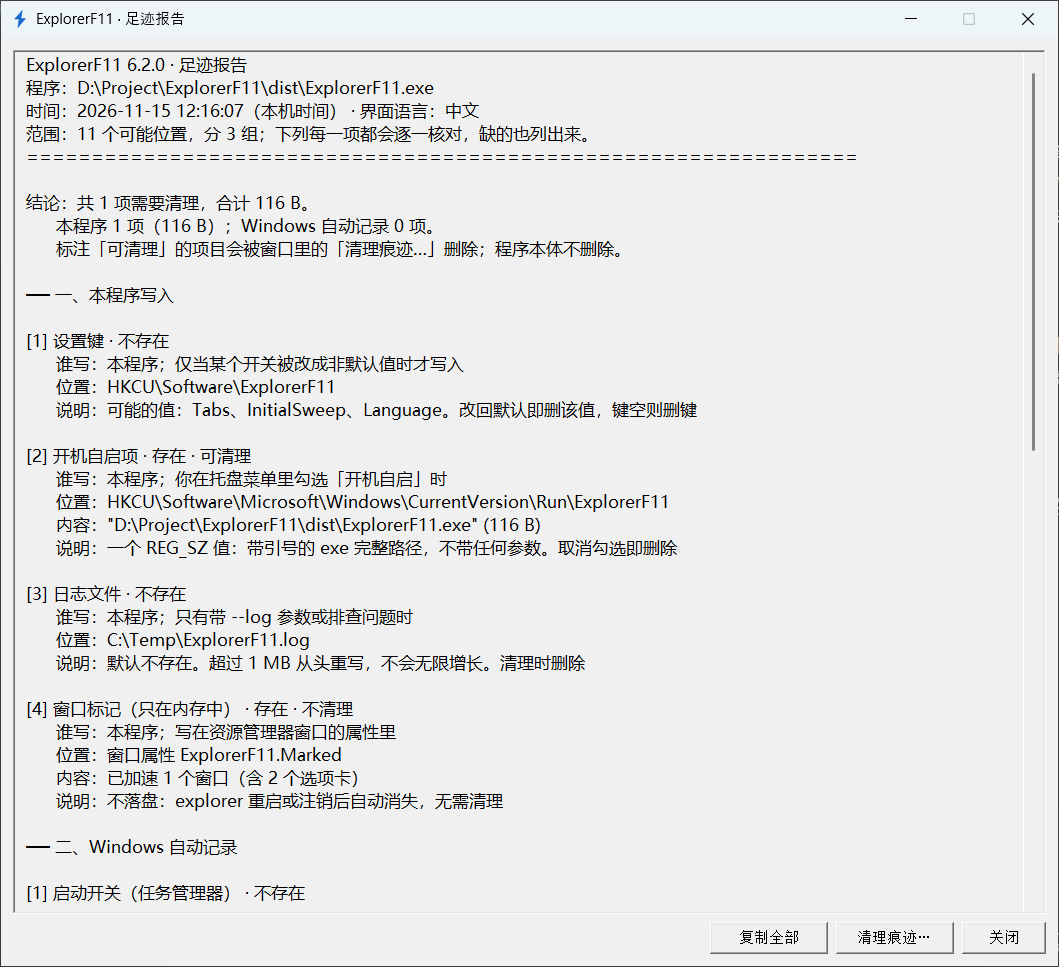 ExplorerF11 · 足迹报告
ExplorerF11 6.2.0 · 足迹报告
程序：D:\Project\ExplorerF11\dist\ExplorerF11.exe
时间：2026-11-15 12:16:07（本机时间） · 界面语言：中文
范围：11 个可能位置，分 3 组；下列每一项都会逐一核对，缺的也列出来。
================================================================
结论：共 1 项需要清理，合计 116 B。
本程序 1 项（116 B）；Windows 自动记录 0 项。
标注「可清理」的项目会被窗口里的「清理痕迹…」删除；程序本体不删除。
── 一、本程序写入
[1] 设置键 · 不存在
谁写：本程序；仅当某个开关被改成非默认值时才写入
位置：HKCU\Software\ExplorerF11
说明：可能的值：Tabs、InitialSweep、Language。改回默认即删该值，键空则删键
[2] 开机自启项 · 存在 · 可清理
谁写：本程序；你在托盘菜单里勾选「开机自启」时
位置：HKCU\Software\Microsoft\Windows\CurrentVersion\Run\ExplorerF11
内容："D:\Project\ExplorerF11\dist\ExplorerF11.exe" (116 B)
说明：一个 REG_SZ 值：带引号的 exe 完整路径，不带任何参数。取消勾选即删除
[3] 日志文件 · 不存在
谁写：本程序；只有带 --log 参数或排查问题时
位置：C:\Temp\ExplorerF11.log
说明：默认不存在。超过 1 MB 从头重写，不会无限增长。清理时删除
[4] 窗口标记（只在内存中） · 存在 · 不清理
谁写：本程序；写在资源管理器窗口的属性里
位置：窗口属性 ExplorerF11.Marked
内容：已加速 1 个窗口（含 2 个选项卡）
说明：不落盘：explorer 重启或注销后自动消失，无需清理
── 二、Windows 自动记录
[1] 启动开关（任务管理器） · 不存在
复制全部
清理痕迹…
关闭